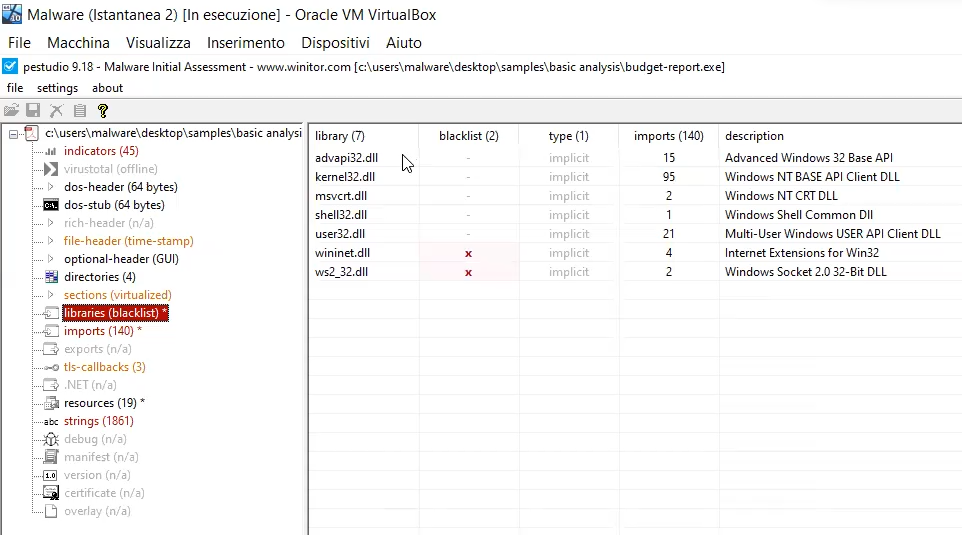 Malware (Istantanea 2) [In esecuzione] - Oracle VM VirtualBox
File Macchina Visualizza Inserimento Dispositivi Aiuto
pestudio 9.18 - Malware Initial Assessment - www.winitor.com [c:\users\malware\desktop\samples\basic analysis\budget-report.exe]
file settings about
c:\users\malware\desktop\samples\basic analysi
indicators (45)
virustotal (offline)
dos-header (64 bytes)
dos-stub (64 bytes)
rich-header (n/a)
file-header (time-stamp)
optional-header (GUI)
directories (4)
sections (virtualized)
libraries (blacklist) *
imports (140) *
exports (n/a)
tls-callbacks (3)
.NET (n/a)
resources (19) *
abc strings (1861)
debug (n/a)
manifest (n/a)
1.0 version (n/a)
certificate (n/a)
overlay (n/a)
library (7) blacklist (2) type (1) imports (140) description
advapi32.dll - implicit 15 Advanced Windows 32 Base API
kernel32.dll - implicit 95 Windows NT BASE API Client DLL
msvcrt.dll - implicit 2 Windows NT CRT DLL
shell32.dll - implicit 1 Windows Shell Common Dll
user32.dll - implicit 21 Multi-User Windows USER API Client DLL
wininet.dll x implicit 4 Internet Extensions for Win32
ws2_32.dll x implicit 2 Windows Socket 2.0 32-Bit DLL